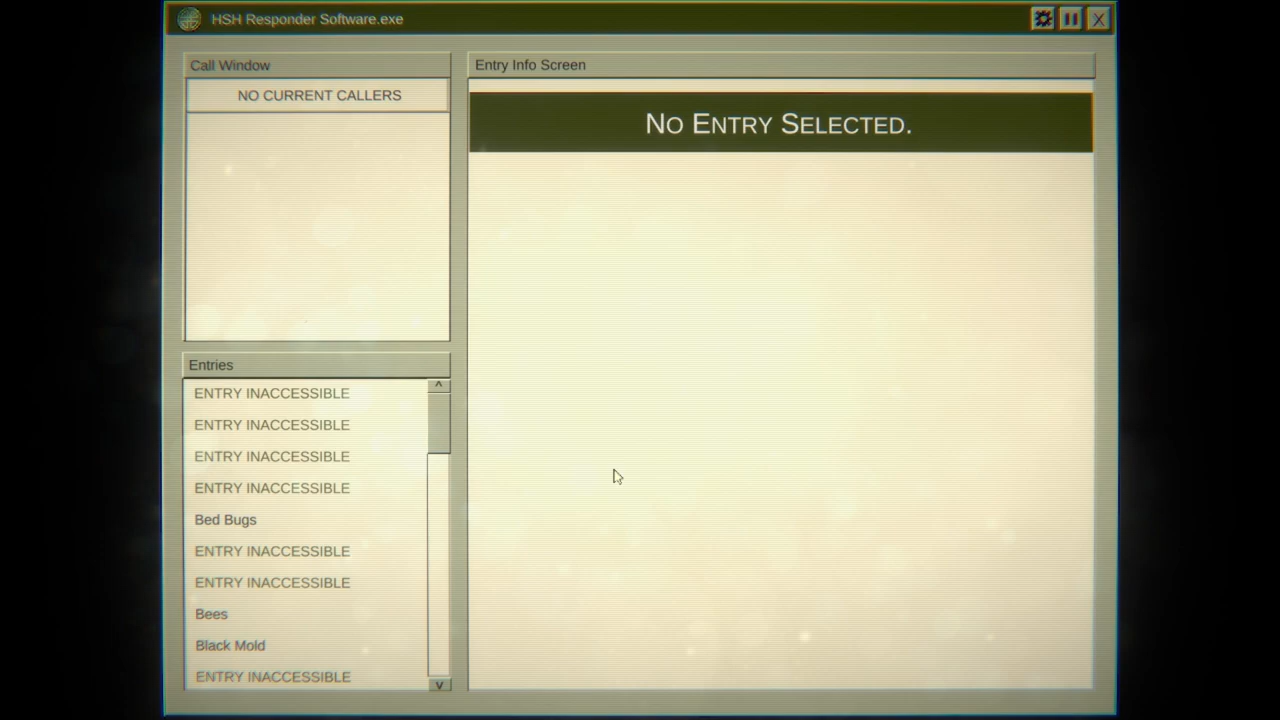 HSH Responder Software.exe
X
Call Window
NO CURRENT CALLERS
Entry Info Screen
NO ENTRY SELECTED.
Entries
ENTRY INACCESSIBLE
ENTRY INACCESSIBLE
ENTRY INACCESSIBLE
ENTRY INACCESSIBLE
Bed Bugs
ENTRY INACCESSIBLE
ENTRY INACCESSIBLE
Bees
Black Mold
ENTRY INACCESSIBLE